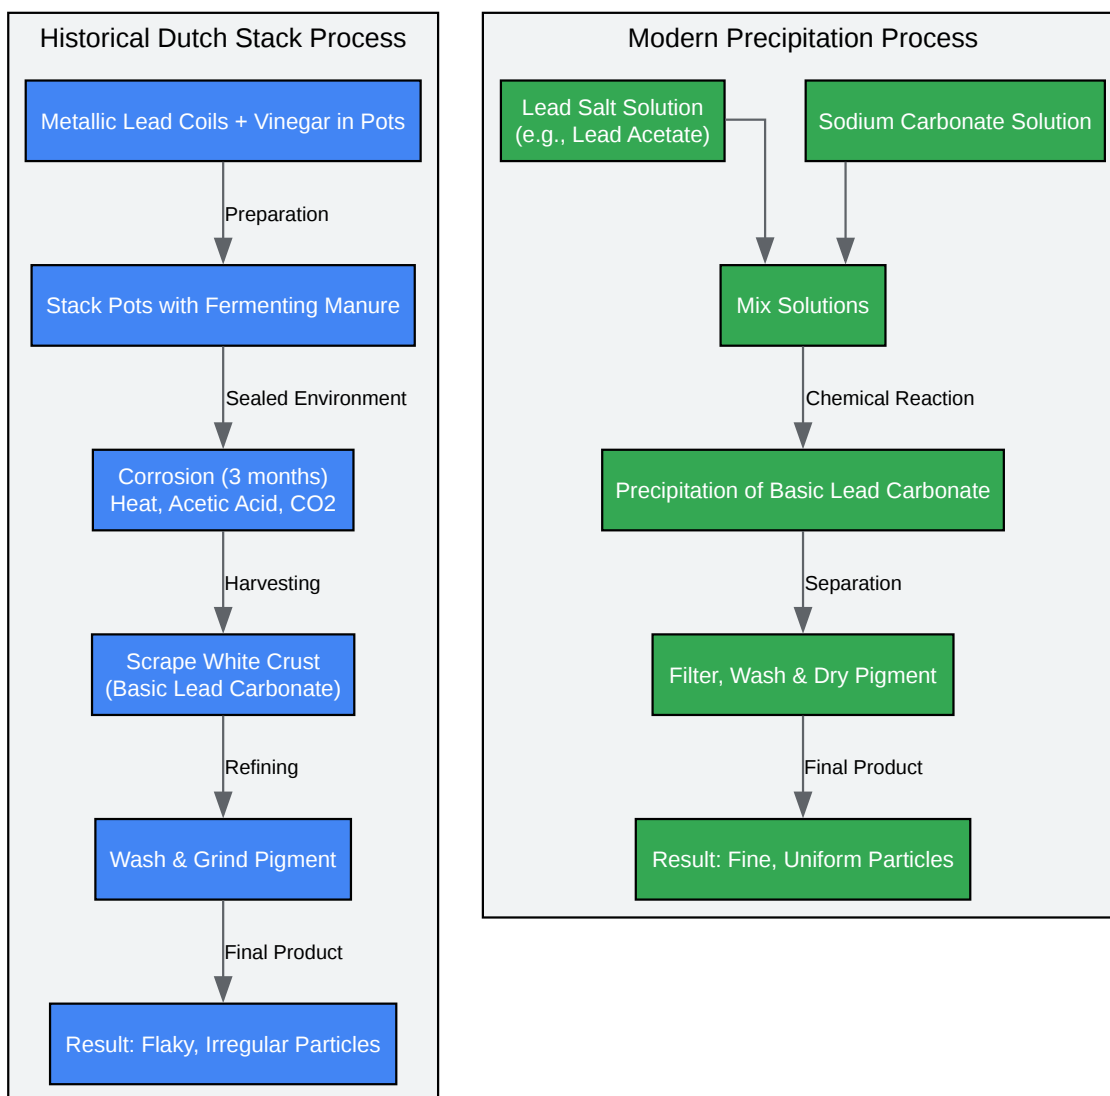 Historical Dutch Stack Process
Metallic Lead Coils + Vinegar in Pots
Preparation
Stack Pots with Fermenting Manure
Sealed Environment
Corrosion (3 months)
Heat, Acetic Acid, CO2
Harvesting
Scrape White Crust
(Basic Lead Carbonate)
Refining
Wash & Grind Pigment
Final Product
Result: Flaky, Irregular Particles
Modern Precipitation Process
Lead Salt Solution
(e.g., Lead Acetate)
Sodium Carbonate Solution
Mix Solutions
Chemical Reaction
Precipitation of Basic Lead Carbonate
Separation
Filter, Wash & Dry Pigment
Final Product
Result: Fine, Uniform Particles